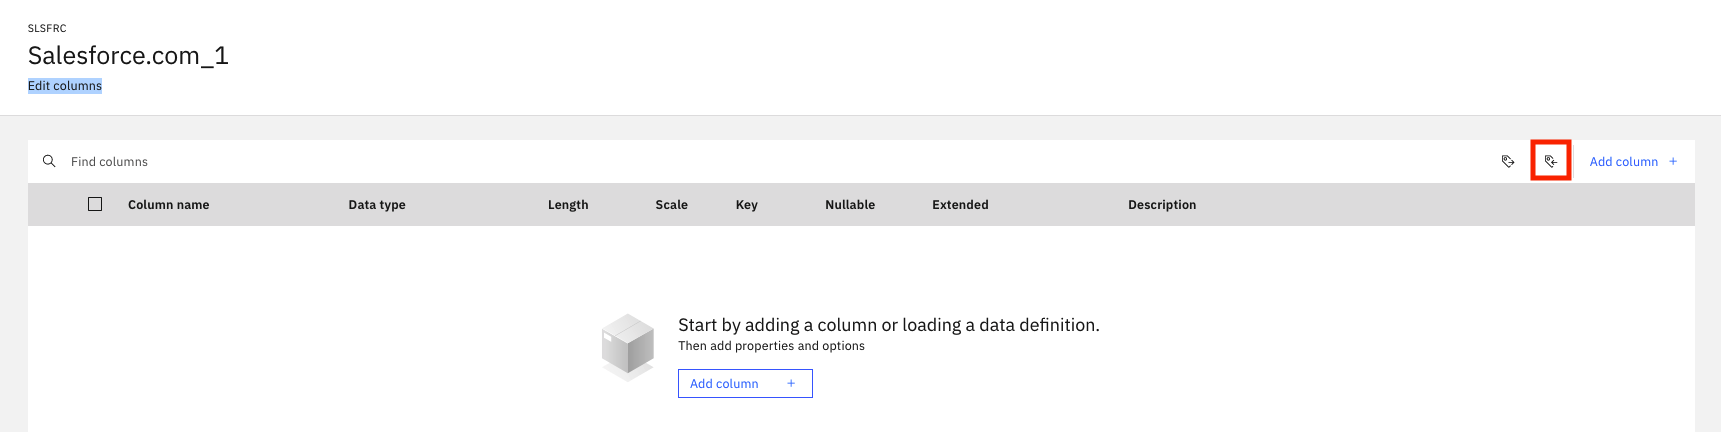 SLSFRC
Salesforce.com_1
Edit columns
Find columns
Add column +
Column name Data type Length Scale Key Nullable Extended Description
Start by adding a column or loading a data definition.
Then add properties and options
Add column +